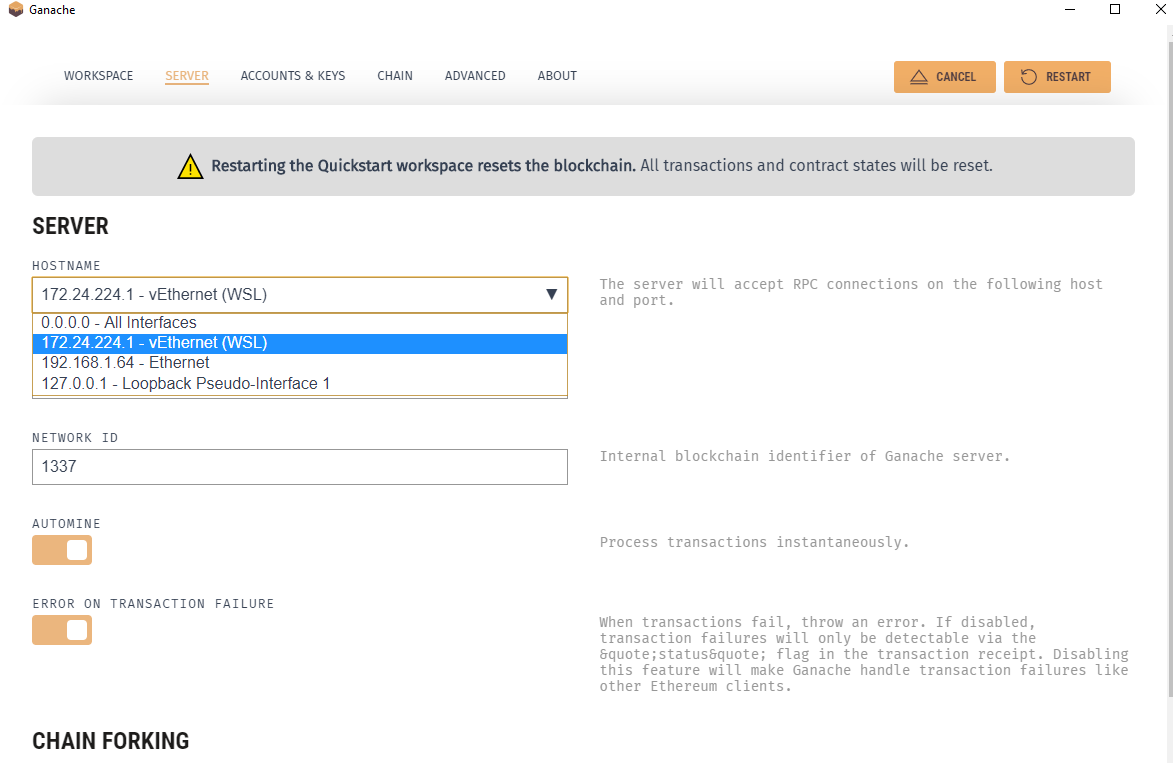 Ganache
WORKSPACE SERVER ACCOUNTS & KEYS CHAIN ADVANCED ABOUT CANCEL RESTART
Restarting the Quickstart workspace resets the blockchain. All transactions and contract states will be reset.
SERVER
HOSTNAME
172.24.224.1 - vEthernet (WSL)
0.0.0.0 - All Interfaces
172.24.224.1 - vEthernet (WSL)
192.168.1.64 - Ethernet
127.0.0.1 - Loopback Pseudo-Interface 1
The server will accept RPC connections on the following host
and port.
NETWORK ID
1337
Internal blockchain identifier of Ganache server.
AUTOMINE
Process transactions instantaneously.
ERROR ON TRANSACTION FAILURE
When transactions fail, throw an error. If disabled,
transaction failures will only be detectable via the
&quote;status&quote; flag in the transaction receipt. Disabling
this feature will make Ganache handle transaction failures like
other Ethereum clients.
CHAIN FORKING